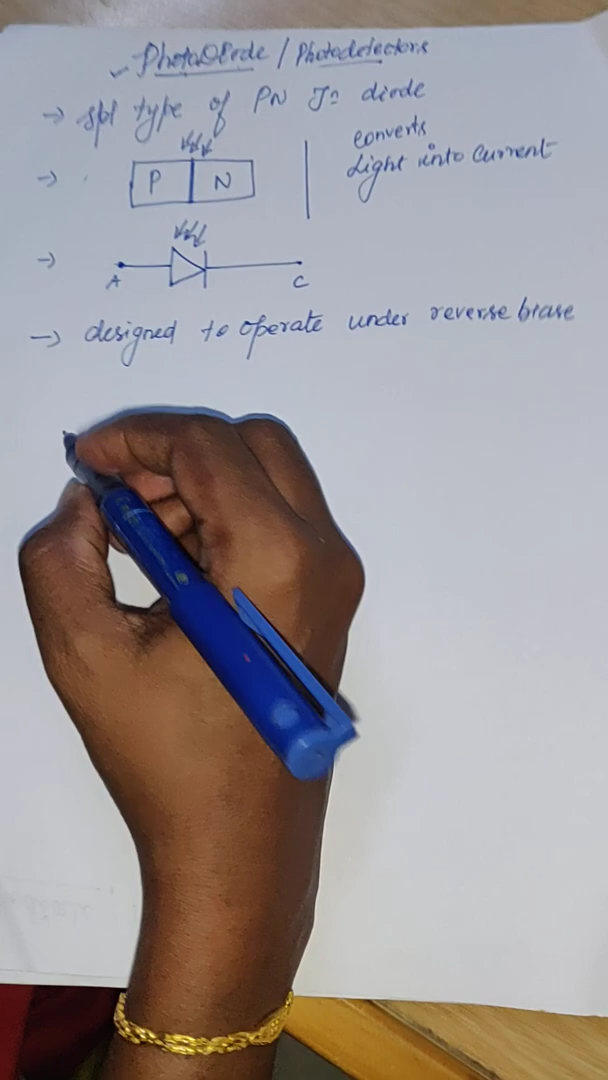 PhotoDiode / Photodetectors
→ spl type of PN Jn diode
→ P N
converts
Light into current
→ A C
→ designed to operate under reverse biase